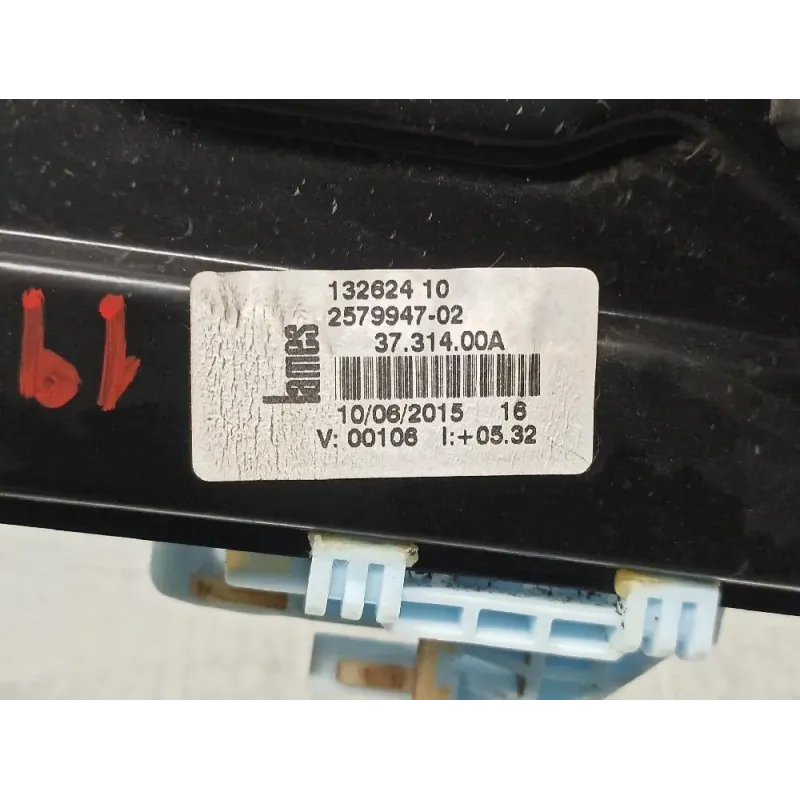 132624 10
2579947-02
37.314.00A
Lames
10/06/2015 16
V: 00106 I:+05.32
19